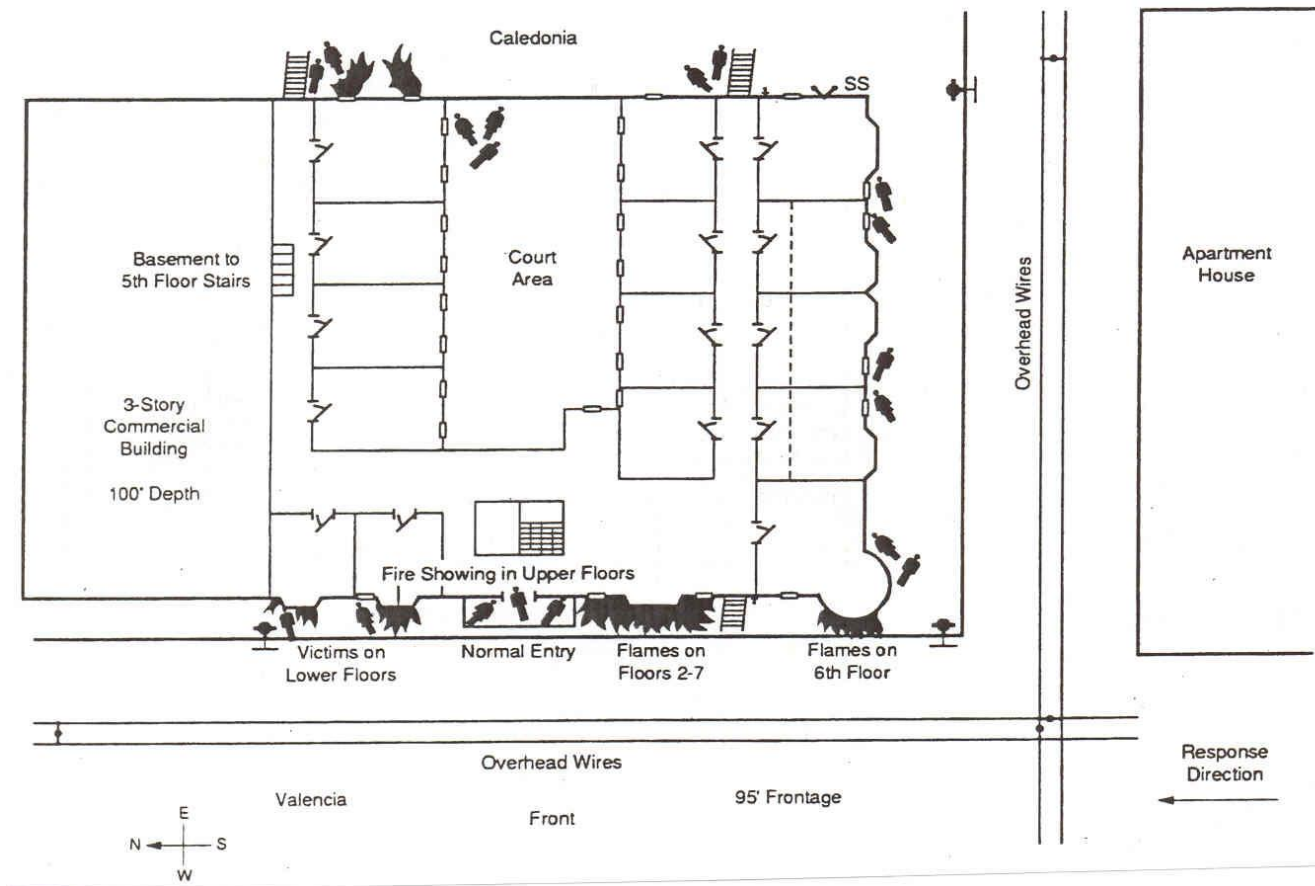 Caledonia
SS
Basement to
5th Floor Stairs
Court
Area
Overhead Wires
Apartment
House
3-Story
Commercial
Building
100' Depth
Fire Showing in Upper Floors
Victims on
Lower Floors
Normal Entry
Flames on
Floors 2-7
Flames on
6th Floor
Overhead Wires
Response
Direction
Valencia
Front
95' Frontage
E
N
S
W